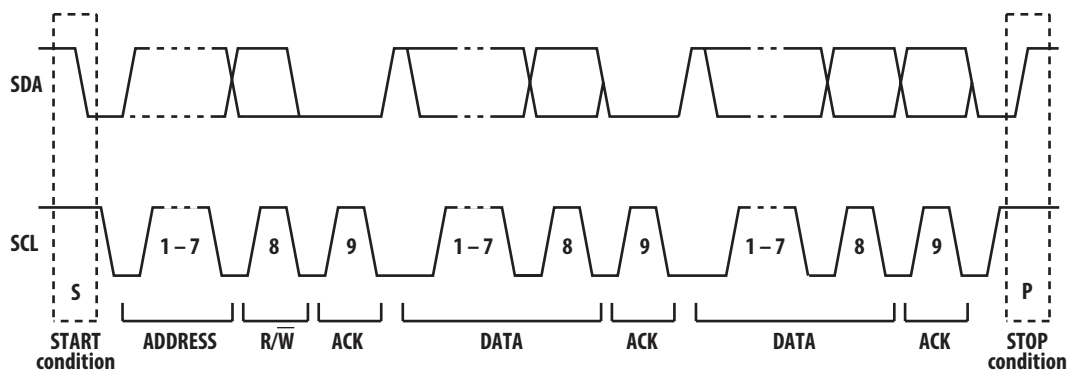 SDA
SCL
1 – 7 8 9 1 – 7 8 9 1 – 7 8 9
S P
START condition ADDRESS R/W̅ ACK DATA ACK DATA ACK STOP condition